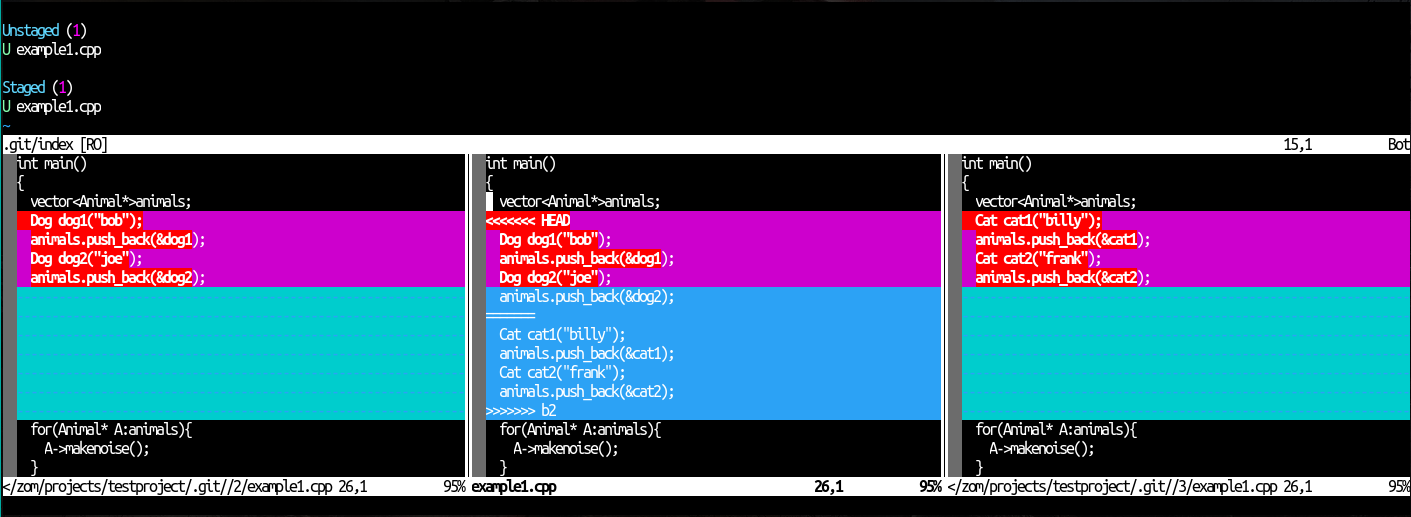 Unstaged (1)
U example1.cpp
Staged (1)
U example1.cpp
~
.git/index [RO] 15,1 Bot
int main()
{
vector<Animal*>animals;
Dog dog1("bob");
animals.push_back(&dog1);
Dog dog2("joe");
animals.push_back(&dog2);
for(Animal* A:animals){
A->makenoise();
}
</zom/projects/testproject/.git//2/example1.cpp 26,1 95%
int main()
{
vector<Animal*>animals;
<<<<<<< HEAD
Dog dog1("bob");
animals.push_back(&dog1);
Dog dog2("joe");
animals.push_back(&dog2);
=======
Cat cat1("billy");
animals.push_back(&cat1);
Cat cat2("frank");
animals.push_back(&cat2);
>>>>>>> b2
for(Animal* A:animals){
A->makenoise();
}
example1.cpp 26,1 95%
int main()
{
vector<Animal*>animals;
Cat cat1("billy");
animals.push_back(&cat1);
Cat cat2("frank");
animals.push_back(&cat2);
for(Animal* A:animals){
A->makenoise();
}
</zom/projects/testproject/.git//3/example1.cpp 26,1 95%